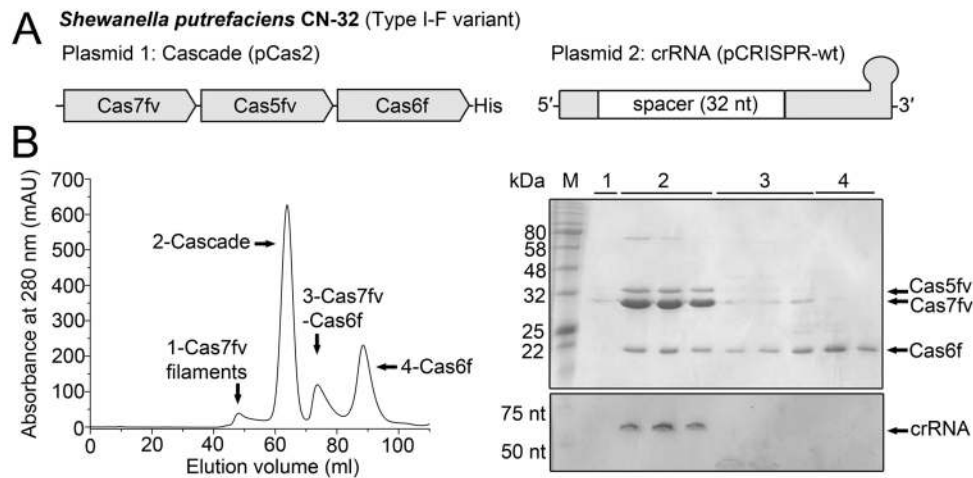 A
Shewanella putrefaciens CN-32 (Type I-F variant)
Plasmid 1: Cascade (pCas2)
Cas7fv
Cas5fv
Cas6f
His
Plasmid 2: crRNA (pCRISPR-wt)
5′
spacer (32 nt)
3′
B
Absorbance at 280 nm (mAU)
700
600
500
400
300
200
100
0
0
20
40
60
80
100
Elution volume (ml)
1-Cas7fv
filaments
2-Cascade
3-Cas7fv
-Cas6f
4-Cas6f
kDa
M
1
2
3
4
80
58
48
32
25
22
Cas5fv
Cas7fv
Cas6f
75 nt
50 nt
crRNA